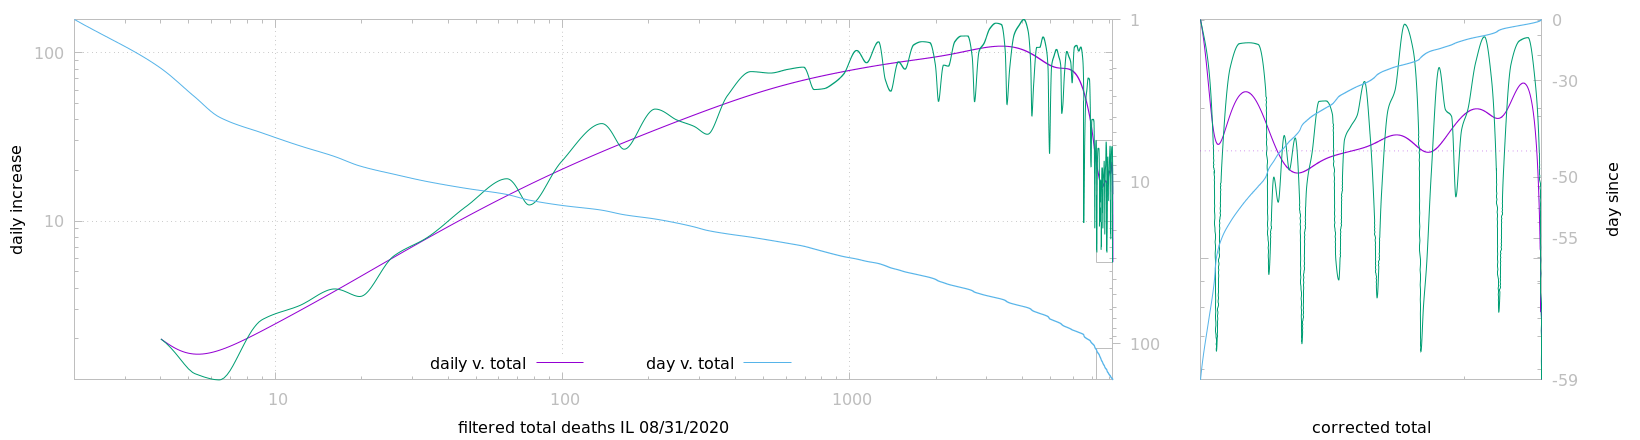 100
10
daily increase
daily v. total
day v. total
10
100
1000
filtered total deaths IL 08/31/2020
1
10
100
0
-30
-50
-55
-59
day since
corrected total